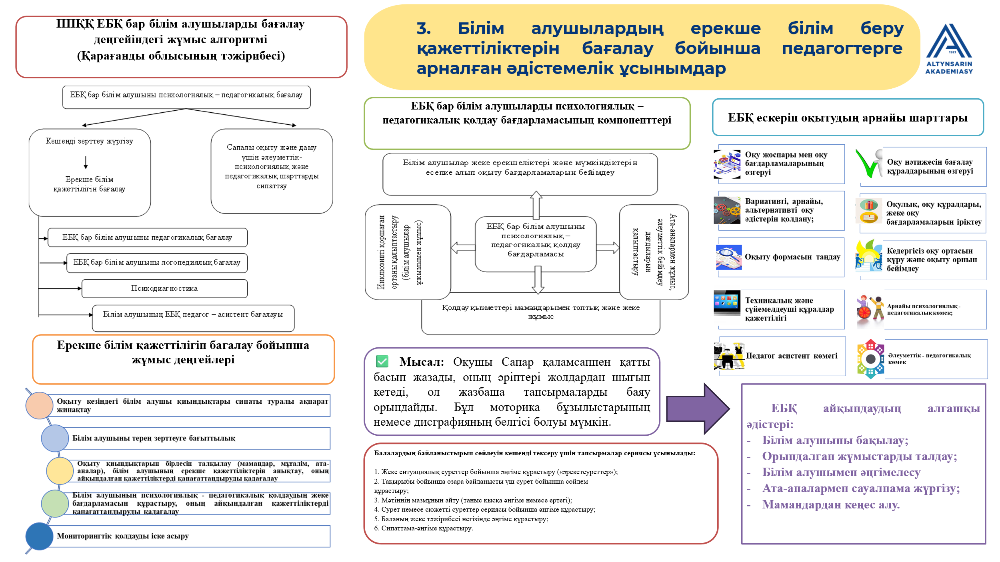 ППҚҚ ЕБҚ бар білім алушыларды бағалау
деңгейіндегі жұмыс алгоритмі
(Қарағанды облысының тәжірибесі)
ЕБҚ бар білім алушыны психологиялық – педагогикалық бағалау
Кешенді зерттеу жүргізу
Ерекше білім
қажеттілігін бағалау
Сапалы оқыту және даму
үшін әлеуметтік-
психологиялық және
педагогикалық шарттарды
сипаттау
ЕБҚ бар білім алушыны педагогикалық бағалау
ЕБҚ бар білім алушыны логопедиялық бағалау
Психодиагностика
Білім алушының ЕБҚ педагог – асистент бағалауы
Ерекше білім қажеттілігін бағалау бойынша
жұмыс деңгейлері
Оқыту кезіндегі білім алушы қиындықтары сипаты туралы ақпарат
жинақтау
Білім алушыны терең зерттеуге бағыттылық
Оқыту қиындықтарын бірлесіп талқылау (мамандар, мұғалім, ата-
аналар), білім алушының ерекше қажеттіліктерін анықтау, оның
айқындалған қажеттіліктерді қанағаттандыруды қадағалау
Білім алушының психологиялық - педагогикалық қолдаудың жеке
бағдарламасын құрастыру, оның айқындалған қажеттіліктерді
қанағаттандыруды қадағалау
Мониторингтік қолдауды іске асыру
3. Білім алушылардың ерекше білім беру
қажеттіліктерін бағалау бойынша педагогтерге
арналған әдістемелік ұсынымдар
1921
ALTYNSARIN
AKADEMIASY
ЕБҚ бар білім алушыларды психологиялық –
педагогикалық қолдау бағдарламасының компоненттері
Білім алушылар жеке ерекшеліктері және мүмкіндіктерін
есепке алып оқыту бағдарламаларын бейімдеу
Инклюзивті қоршаған
ортаны қалыптастыру
(білім алушылар
ұжымымен жұмыс)
ЕБҚ бар білім алушыны
психологиялық –
педагогикалық қолдау
бағдарламасы
Ата-аналармен жұмыс,
әлеуметтік бейімдеу
дағдыларын
қалыптастыру
Қолдау қызметтері мамандарымен топтық және жеке
жұмыс
✅ Мысал: Оқушы Сапар қаламсаппен қатты
басып жазады, оның әріптері жолдардан шығып
кетеді, ол жазбаша тапсырмаларды баяу
орындайды. Бұл моторика бұзылыстарының
немесе дисграфияның белгісі болуы мүмкін.
Балалардың байланыстырып сөйлеуін кешенді тексеру үшін тапсырмалар сериясы ұсынылады:
1. Жеке ситуациялық суреттер бойынша әңгіме құрастыру («әрекетсуреттер»);
2. Тақырыбы бойынша өзара байланысты үш сурет бойынша сөйлем
құрастыру;
3. Мәтіннің мазмұнын айту (таныс қысқа әңгіме немесе ертегі);
4. Сурет немесе сюжетті суреттер сериясы бойынша әңгіме құрастыру;
5. Баланың жеке тәжірибесі негізінде әңгіме құрастыру;
6. Сипаттама-әңгіме құрастыру.
ЕБҚ ескеріп оқытудың арнайы шарттары
Оқу жоспары мен оқу
бағдарламаларының
өзгеруі
Оқу нәтижесін бағалау
құралдарының өзгеруі
Вариативті, арнайы,
альтернативті оқу
әдістерін қолдану;
Оқулық, оқу құралдары,
жеке оқу
бағдарламаларын іріктеу
Оқыту формасын таңдау
Кедергісіз оқу ортасын
құру және оқыту орнын
бейімдеу
Техникалық және
сүйемелдеуші құралдар
қажеттілігі
Арнайы психологиялық -
педагогикалық көмек;
Педагог асистент көмегі
Әлеуметтік - педагогикалық
көмек
ЕБҚ айқындаудың алғашқы
әдістері:
- Білім алушыны бақылау;
- Орындалған жұмыстарды талдау;
- Білім алушымен әңгімелесу
- Ата-аналармен сауалнама жүргізу;
- Мамандардан кеңес алу.